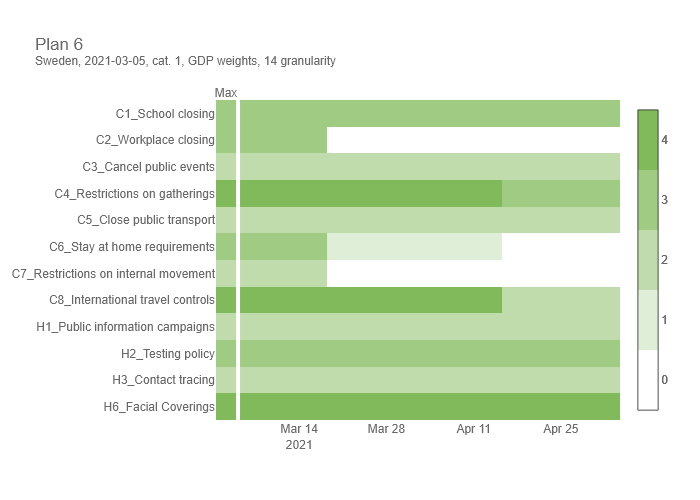 Plan 6
Sweden, 2021-03-05, cat. 1, GDP weights, 14 granularity
Max
C1_School closing
C2_Workplace closing
C3_Cancel public events
C4_Restrictions on gatherings
C5_Close public transport
C6_Stay at home requirements
C7_Restrictions on internal movement
C8_International travel controls
H1_Public information campaigns
H2_Testing policy
H3_Contact tracing
H6_Facial Coverings
Mar 14 Mar 28 Apr 11 Apr 25
2021
4
3
2
1
0